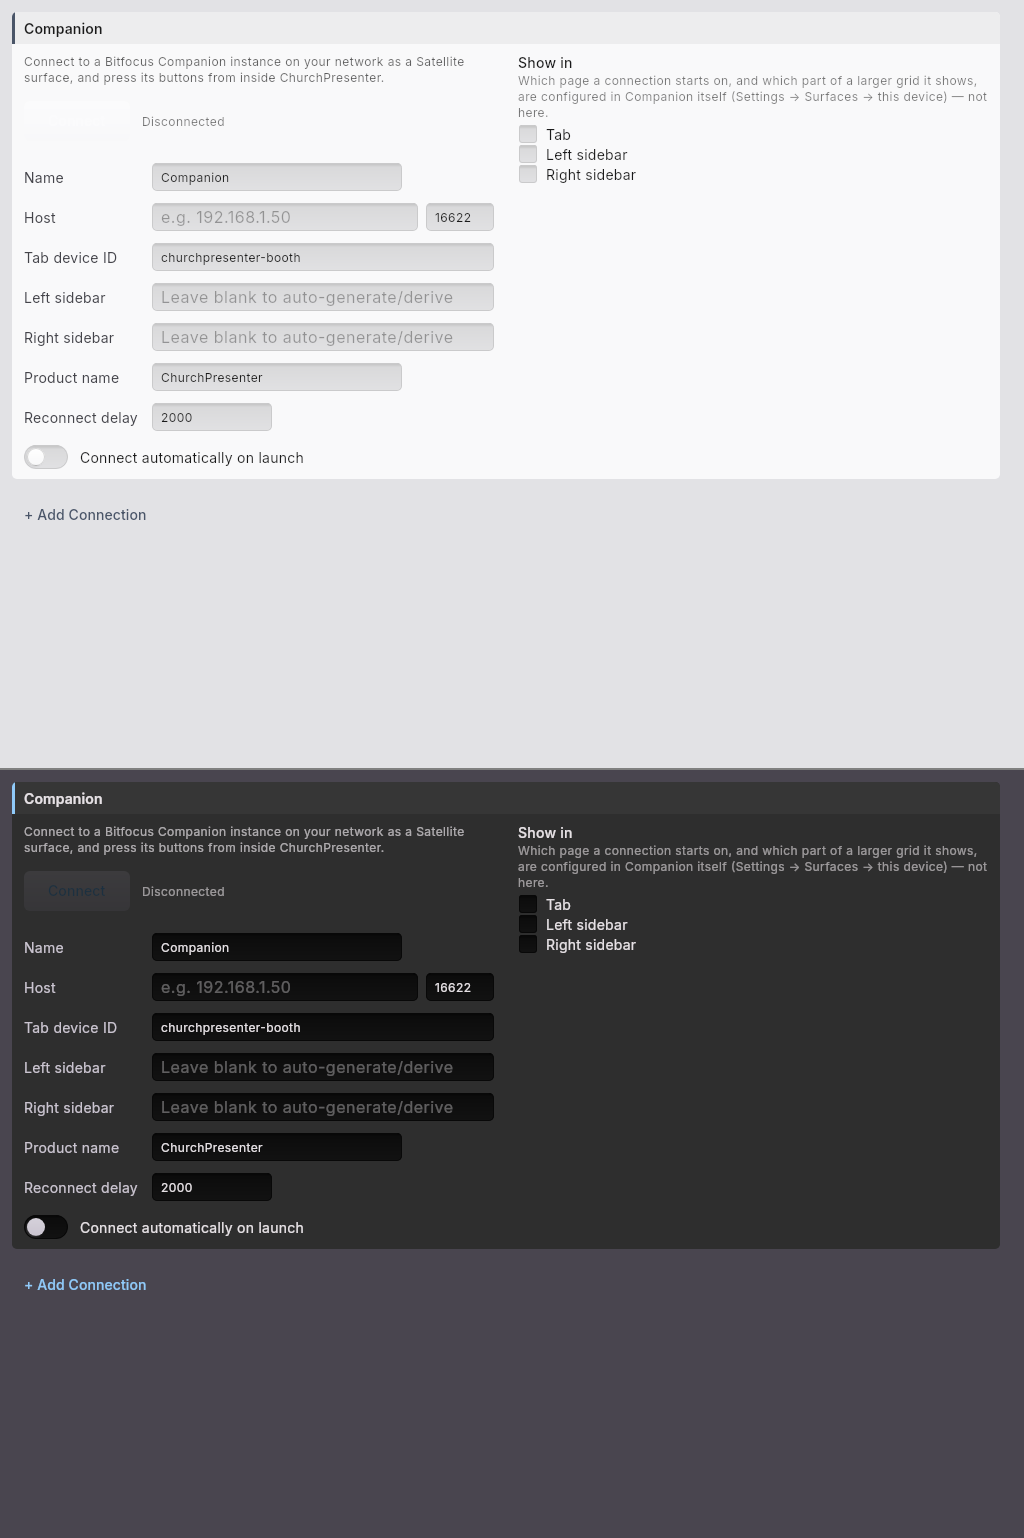 Companion
Connect to a Bitfocus Companion instance on your network as a Satellite
surface, and press its buttons from inside ChurchPresenter.
Disconnected
Name
Companion
Host
e.g. 192.168.1.50
16622
Tab device ID
churchpresenter-booth
Left sidebar
Leave blank to auto-generate/derive
Right sidebar
Leave blank to auto-generate/derive
Product name
ChurchPresenter
Reconnect delay
2000
Connect automatically on launch
Show in
Which page a connection starts on, and which part of a larger grid it shows,
are configured in Companion itself (Settings → Surfaces → this device) — not
here.
Tab
Left sidebar
Right sidebar
+ Add Connection
Companion
Connect to a Bitfocus Companion instance on your network as a Satellite
surface, and press its buttons from inside ChurchPresenter.
Connect
Disconnected
Name
Companion
Host
e.g. 192.168.1.50
16622
Tab device ID
churchpresenter-booth
Left sidebar
Leave blank to auto-generate/derive
Right sidebar
Leave blank to auto-generate/derive
Product name
ChurchPresenter
Reconnect delay
2000
Connect automatically on launch
Show in
Which page a connection starts on, and which part of a larger grid it shows,
are configured in Companion itself (Settings → Surfaces → this device) — not
here.
Tab
Left sidebar
Right sidebar
+ Add Connection